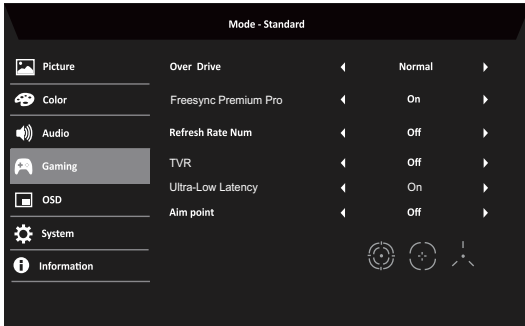 Mode - Standard
Picture
Over Drive Normal
Color
Freesync Premium Pro On
Audio
Refresh Rate Num Off
Gaming
TVR Off
Ultra-Low Latency On
OSD
Aim point Off
System
Information